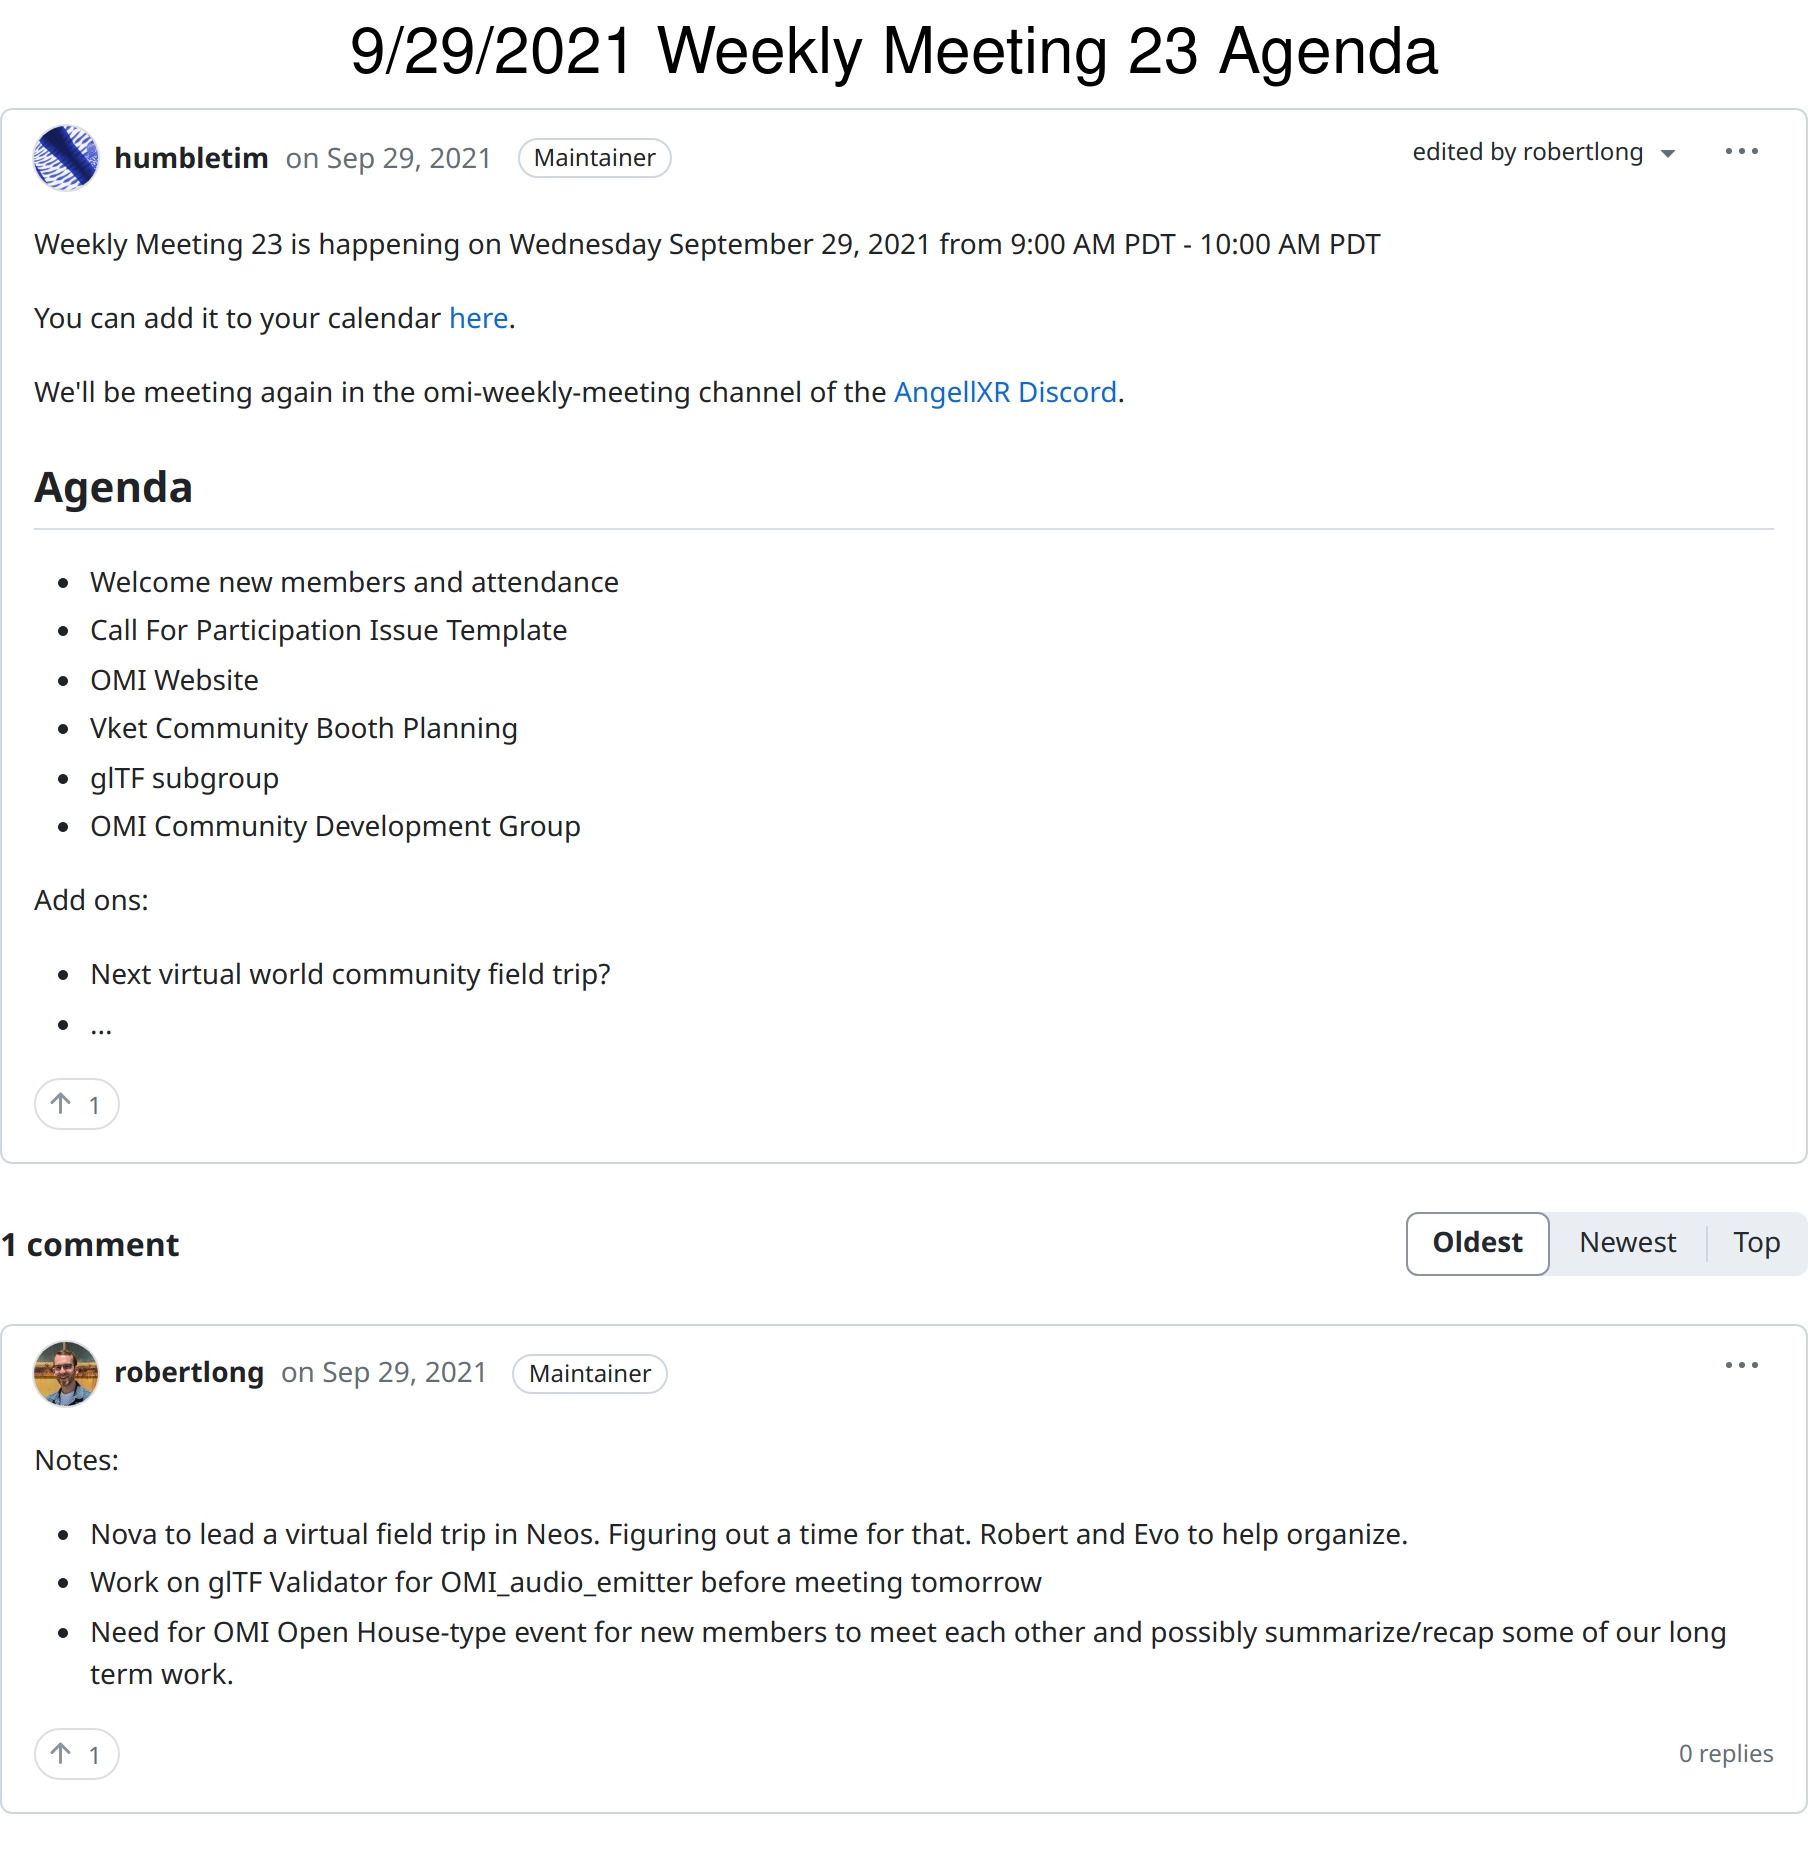 9/29/2021 Weekly Meeting 23 Agenda
humbletim on Sep 29, 2021 Maintainer edited by robertlong
Weekly Meeting 23 is happening on Wednesday September 29, 2021 from 9:00 AM PDT - 10:00 AM PDT
You can add it to your calendar here.
We'll be meeting again in the omi-weekly-meeting channel of the AngellXR Discord.
Agenda
• Welcome new members and attendance
• Call For Participation Issue Template
• OMI Website
• Vket Community Booth Planning
• glTF subgroup
• OMI Community Development Group
Add ons:
• Next virtual world community field trip?
• ...
↑ 1
1 comment Oldest Newest Top
robertlong on Sep 29, 2021 Maintainer
Notes:
• Nova to lead a virtual field trip in Neos. Figuring out a time for that. Robert and Evo to help organize.
• Work on glTF Validator for OMI_audio_emitter before meeting tomorrow
• Need for OMI Open House-type event for new members to meet each other and possibly summarize/recap some of our long
term work.
↑ 1 0 replies